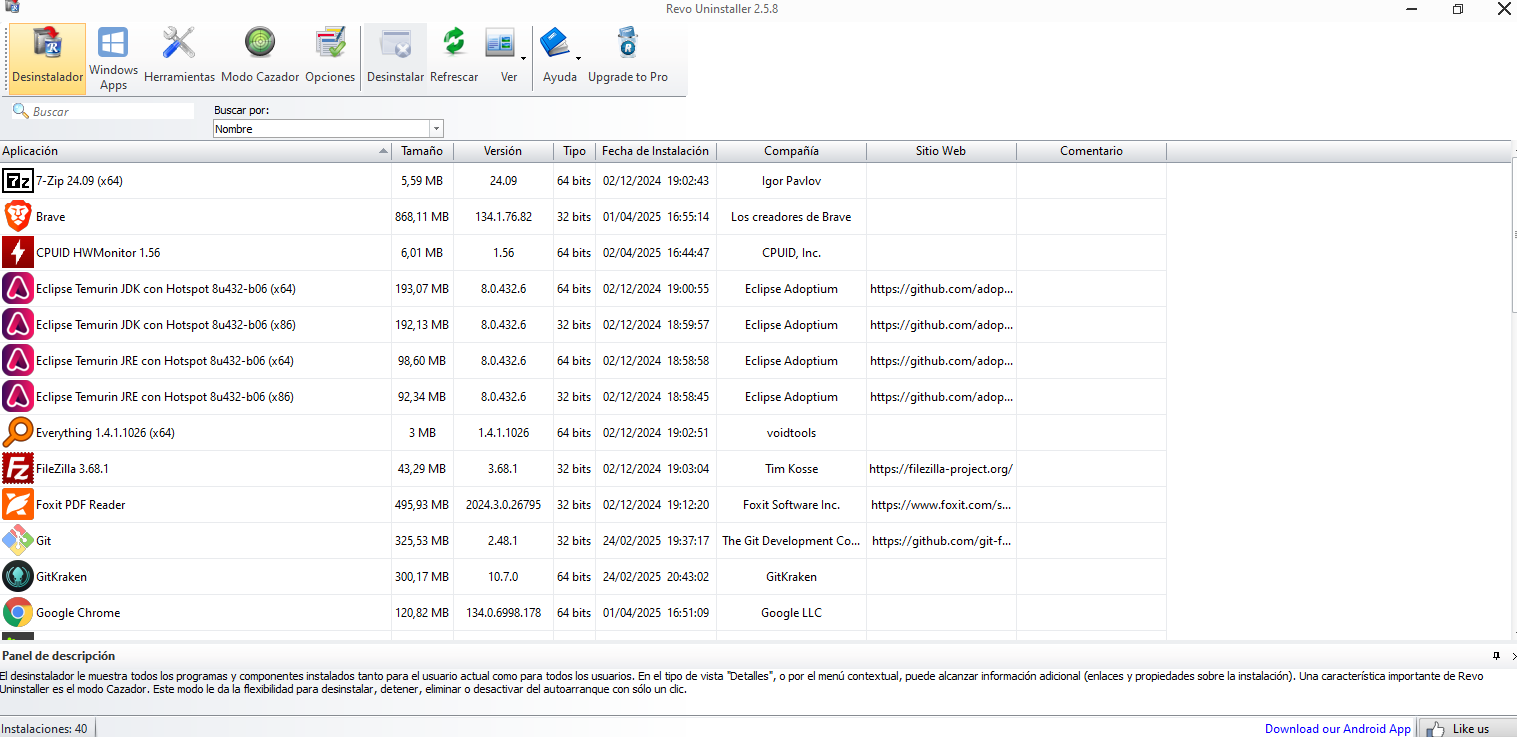 Revo Uninstaller 2.5.8
Desinstalador
Windows Apps
Herramientas
Modo Cazador
Opciones
Desinstalar
Refrescar
Ver
Ayuda
Upgrade to Pro
Buscar
Buscar por:
Nombre
Aplicación Tamaño Versión Tipo Fecha de Instalación Compañía Sitio Web Comentario
7-Zip 24.09 (x64) 5,59 MB 24.09 64 bits 02/12/2024 19:02:43 Igor Pavlov
Brave 868,11 MB 134.1.76.82 32 bits 01/04/2025 16:55:14 Los creadores de Brave
CPUID HWMonitor 1.56 6,01 MB 1.56 64 bits 02/04/2025 16:44:47 CPUID, Inc.
Eclipse Temurin JDK con Hotspot 8u432-b06 (x64) 193,07 MB 8.0.432.6 64 bits 02/12/2024 19:00:55 Eclipse Adoptium https://github.com/adop...
Eclipse Temurin JDK con Hotspot 8u432-b06 (x86) 192,13 MB 8.0.432.6 32 bits 02/12/2024 18:59:57 Eclipse Adoptium https://github.com/adop...
Eclipse Temurin JRE con Hotspot 8u432-b06 (x64) 98,60 MB 8.0.432.6 64 bits 02/12/2024 18:58:58 Eclipse Adoptium https://github.com/adop...
Eclipse Temurin JRE con Hotspot 8u432-b06 (x86) 92,34 MB 8.0.432.6 32 bits 02/12/2024 18:58:45 Eclipse Adoptium https://github.com/adop...
Everything 1.4.1.1026 (x64) 3 MB 1.4.1.1026 64 bits 02/12/2024 19:02:51 voidtools
FileZilla 3.68.1 43,29 MB 3.68.1 32 bits 02/12/2024 19:03:04 Tim Kosse https://filezilla-project.org/
Foxit PDF Reader 495,93 MB 2024.3.0.26795 32 bits 02/12/2024 19:12:20 Foxit Software Inc. https://www.foxit.com/s...
Git 325,53 MB 2.48.1 32 bits 24/02/2025 19:37:17 The Git Development Co... https://github.com/git-f...
GitKraken 300,17 MB 10.7.0 64 bits 24/02/2025 20:43:02 GitKraken
Google Chrome 120,82 MB 134.0.6998.178 64 bits 01/04/2025 16:51:09 Google LLC
Panel de descripción
El desinstalador le muestra todos los programas y componentes instalados tanto para el usuario actual como para todos los usuarios. En el tipo de vista "Detalles", o por el menú contextual, puede alcanzar información adicional (enlaces y propiedades sobre la instalación). Una característica importante de Revo
Uninstaller es el modo Cazador. Este modo le da la flexibilidad para desinstalar, detener, eliminar o desactivar del autoarranque con sólo un clic.
Instalaciones: 40
Download our Android App
Like us